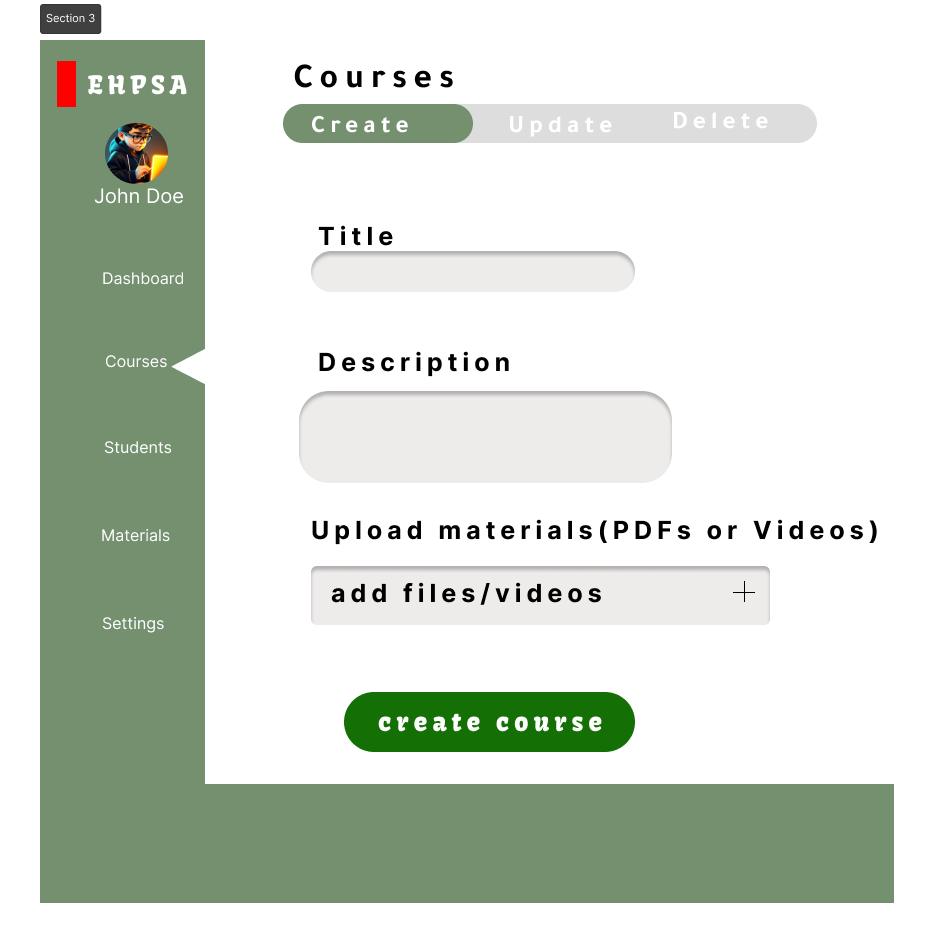 Section 3
EHPSA
John Doe
Dashboard
Courses
Students
Materials
Settings
Courses
Create Update Delete
Title
Description
Upload materials(PDFs or Videos)
add files/videos
create course